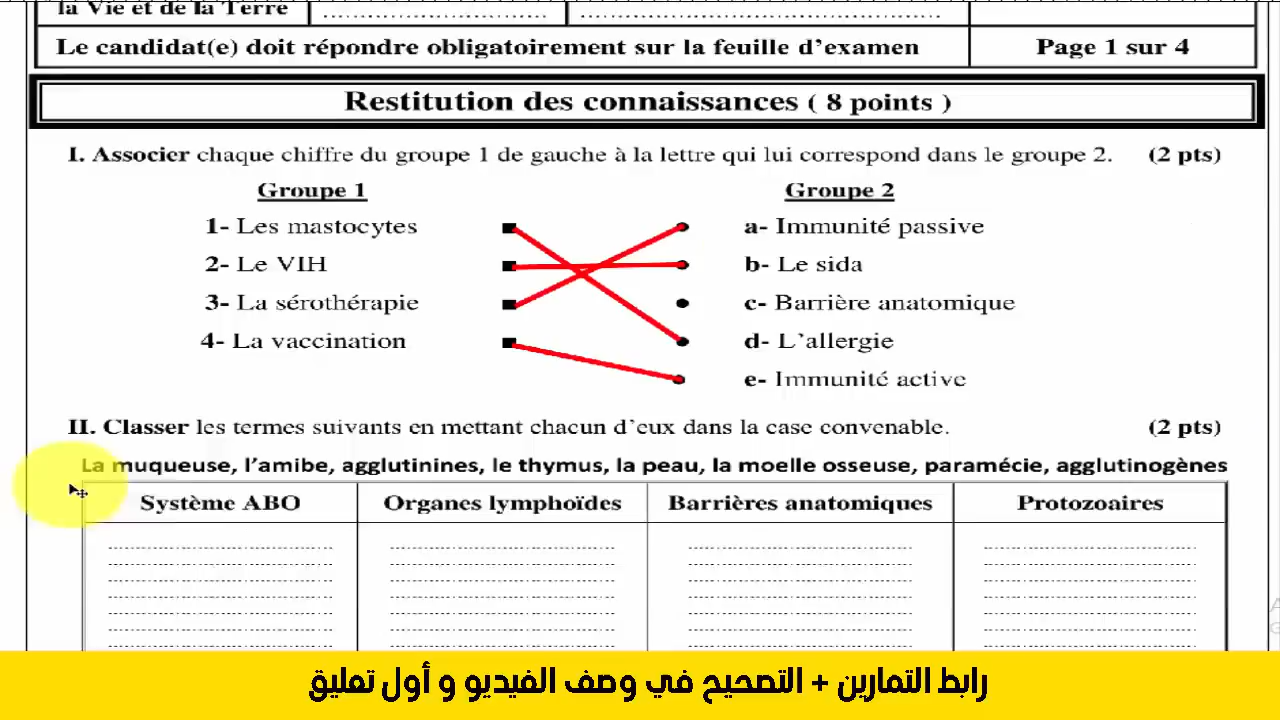 la Vie et de la Terre
Le candidat(e) doit répondre obligatoirement sur la feuille d’examen
Page 1 sur 4
Restitution des connaissances ( 8 points )
I. Associer chaque chiffre du groupe 1 de gauche à la lettre qui lui correspond dans le groupe 2. (2 pts)
Groupe 1
Groupe 2
1- Les mastocytes
a- Immunité passive
2- Le VIH
b- Le sida
3- La sérothérapie
c- Barrière anatomique
4- La vaccination
d- L’allergie
e- Immunité active
II. Classer les termes suivants en mettant chacun d’eux dans la case convenable. (2 pts)
La muqueuse, l’amibe, agglutinines, le thymus, la peau, la moelle osseuse, paramécie, agglutinogènes
Système ABO
Organes lymphoïdes
Barrières anatomiques
Protozoaires
رابط التمارين + التصحيح في وصف الفيديو و أول تعليق